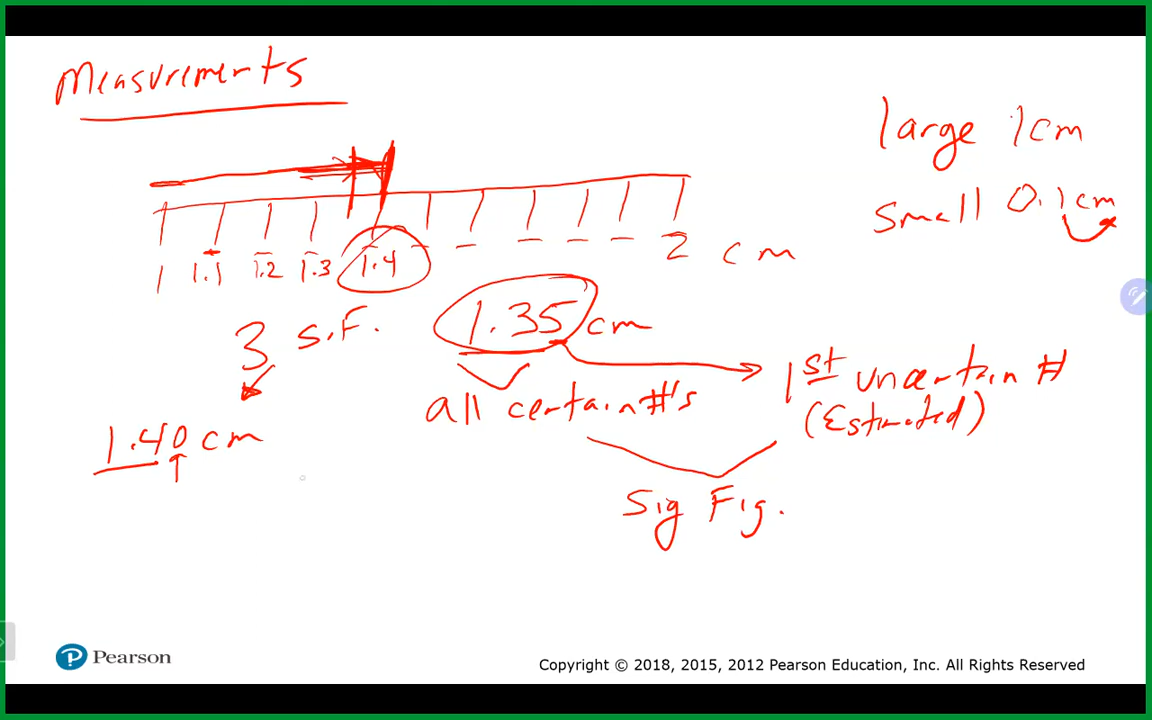 Measurements
large 1cm
small 0.1cm
1 1.1 1.2 1.3 1.4 2 cm
3 S.F. 1.35 cm
1st uncertain #
(Estimated)
all certain #'s
1.40 cm
Sig Fig.
Pearson
Copyright © 2018, 2015, 2012 Pearson Education, Inc. All Rights Reserved